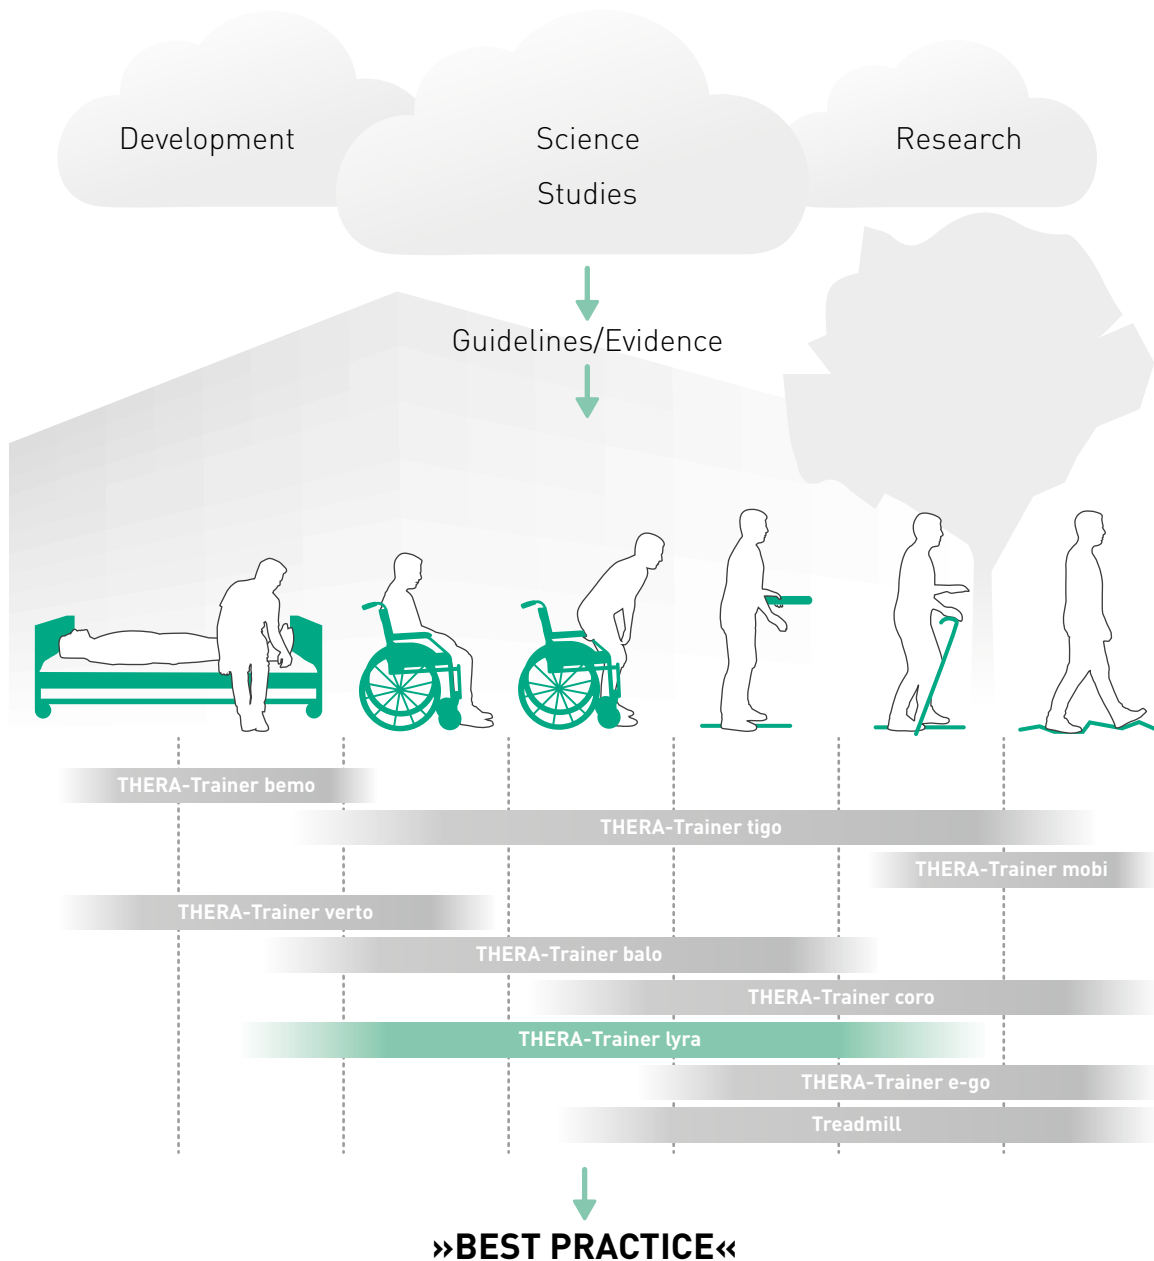 Development
Science
Research
Studies
Guidelines/Evidence
THERA-Trainer bemo
THERA-Trainer tigo
THERA-Trainer mobi
THERA-Trainer verto
THERA-Trainer balo
THERA-Trainer coro
THERA-Trainer lyra
THERA-Trainer e-go
Treadmill
»BEST PRACTICE«